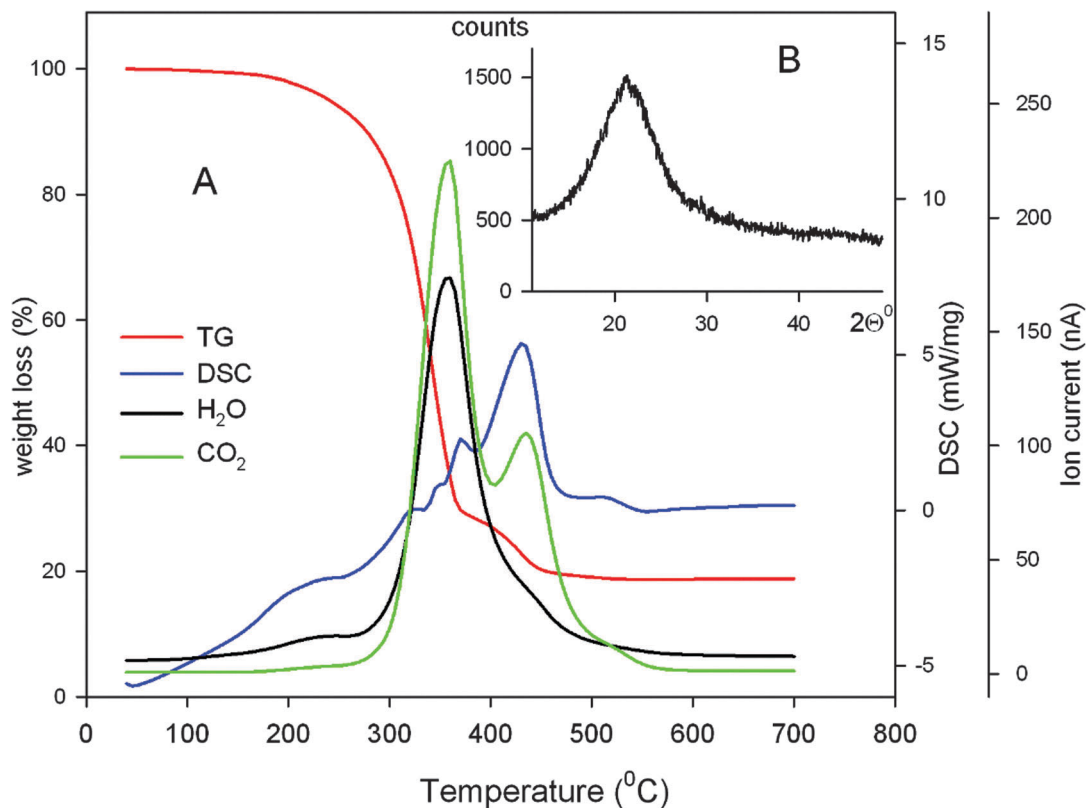 counts
B
1500
1000
500
0
20
30
40
2Θ⁰
A
100
80
60
40
20
0
weight loss (%)
TG
DSC
H₂O
CO₂
15
10
5
0
-5
DSC (mW/mg)
250
200
150
100
50
0
Ion current (nA)
0
100
200
300
400
500
600
700
800
Temperature (⁰C)